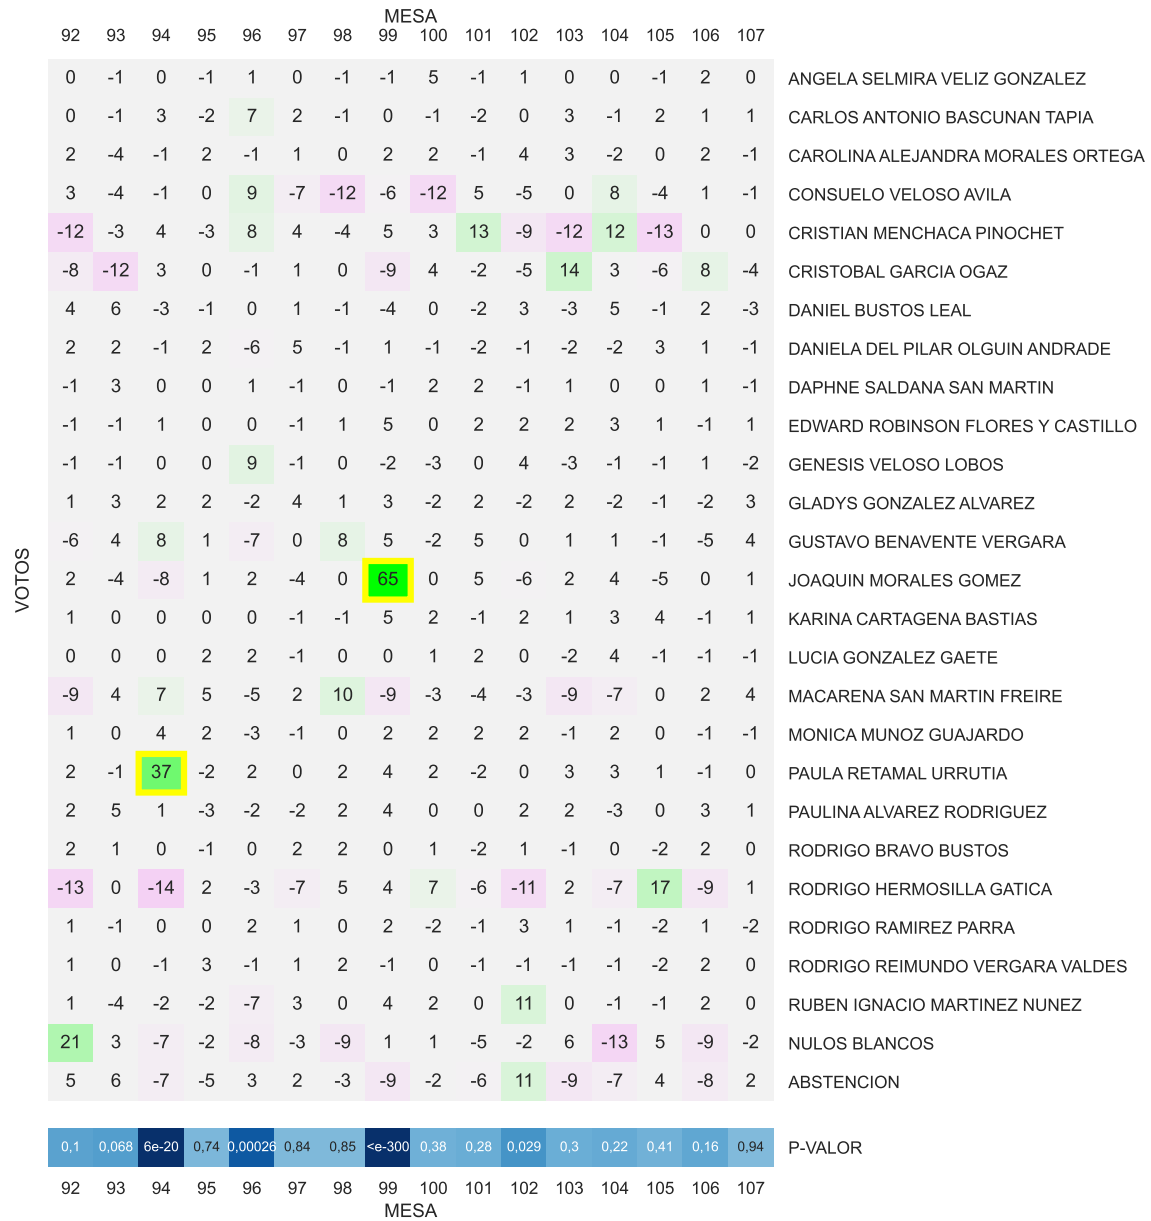 MESA
92 93 94 95 96 97 98 99 100 101 102 103 104 105 106 107
0 -1 0 -1 1 0 -1 -1 5 -1 1 0 0 -1 2 0 ANGELA SELMIRA VELIZ GONZALEZ
0 -1 3 -2 7 2 -1 0 -1 -2 0 3 -1 2 1 1 CARLOS ANTONIO BASCUNAN TAPIA
2 -4 -1 2 -1 1 0 2 2 -1 4 3 -2 0 2 -1 CAROLINA ALEJANDRA MORALES ORTEGA
3 -4 -1 0 9 -7 -12 -6 -12 5 -5 0 8 -4 1 -1 CONSUELO VELOSO AVILA
-12 -3 4 -3 8 4 -4 5 3 13 -9 -12 12 -13 0 0 CRISTIAN MENCHACA PINOCHET
-8 -12 3 0 -1 1 0 -9 4 -2 -5 14 3 -6 8 -4 CRISTOBAL GARCIA OGAZ
4 6 -3 -1 0 1 -1 -4 0 -2 3 -3 5 -1 2 -3 DANIEL BUSTOS LEAL
2 2 -1 2 -6 5 -1 1 -1 -2 -1 -2 -2 3 1 -1 DANIELA DEL PILAR OLGUIN ANDRADE
-1 3 0 0 1 -1 0 -1 2 2 -1 1 0 0 1 -1 DAPHNE SALDANA SAN MARTIN
-1 -1 1 0 0 -1 1 5 0 2 2 2 3 1 -1 1 EDWARD ROBINSON FLORES Y CASTILLO
-1 -1 0 0 9 -1 0 -2 -3 0 4 -3 -1 -1 1 -2 GENESIS VELOSO LOBOS
1 3 2 2 -2 4 1 3 -2 2 -2 2 -2 -1 -2 3 GLADYS GONZALEZ ALVAREZ
-6 4 8 1 -7 0 8 5 -2 5 0 1 1 -1 -5 4 GUSTAVO BENAVENTE VERGARA
2 -4 -8 1 2 -4 0 65 0 5 -6 2 4 -5 0 1 JOAQUIN MORALES GOMEZ
1 0 0 0 0 -1 -1 5 2 -1 2 1 3 4 -1 1 KARINA CARTAGENA BASTIAS
0 0 0 2 2 -1 0 0 1 2 0 -2 4 -1 -1 -1 LUCIA GONZALEZ GAETE
-9 4 7 5 -5 2 10 -9 -3 -4 -3 -9 -7 0 2 4 MACARENA SAN MARTIN FREIRE
1 0 4 2 -3 -1 0 2 2 2 2 -1 2 0 -1 -1 MONICA MUNOZ GUAJARDO
2 -1 37 -2 2 0 2 4 2 -2 0 3 3 1 -1 0 PAULA RETAMAL URRUTIA
2 5 1 -3 -2 -2 2 4 0 0 2 2 -3 0 3 1 PAULINA ALVAREZ RODRIGUEZ
2 1 0 -1 0 2 2 0 1 -2 1 -1 0 -2 2 0 RODRIGO BRAVO BUSTOS
-13 0 -14 2 -3 -7 5 4 7 -6 -11 2 -7 17 -9 1 RODRIGO HERMOSILLA GATICA
1 -1 0 0 2 1 0 2 -2 -1 3 1 -1 -2 1 -2 RODRIGO RAMIREZ PARRA
1 0 -1 3 -1 1 2 -1 0 -1 -1 -1 -1 -2 2 0 RODRIGO REIMUNDO VERGARA VALDES
1 -4 -2 -2 -7 3 0 4 2 11 0 -1 -1 2 0 RUBEN IGNACIO MARTINEZ NUNEZ
21 3 -7 -2 -8 -3 -9 1 1 -5 -2 6 -13 5 -9 -2 NULOS BLANCOS
5 6 -7 -5 3 2 -3 -9 -2 -6 11 -9 -7 4 -8 2 ABSTENCION
VOTOS
0,1 0,068 6e-20 0,74 0,00026 0,84 0,85 <e-300 0,38 0,28 0,029 0,3 0,22 0,41 0,16 0,94 P-VALOR
92 93 94 95 96 97 98 99 100 101 102 103 104 105 106 107
MESA